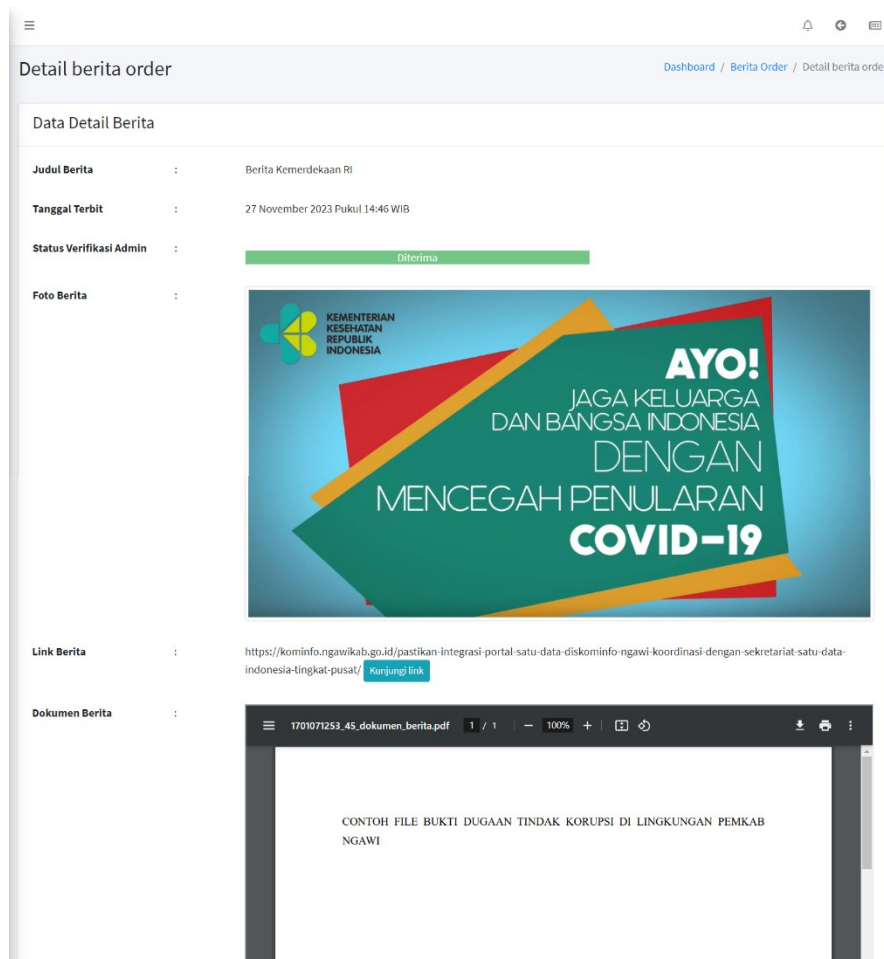 Detail berita order
Dashboard / Berita Order / Detail berita orde
Data Detail Berita
Judul Berita : Berita Kemerdekaan RI
Tanggal Terbit : 27 November 2023 Pukul 14:46 WIB
Status Verifikasi Admin : Diterima
Foto Berita :
KEMENTERIAN
KESEHATAN
REPUBLIK
INDONESIA
AYO!
JAGA KELUARGA
DAN BANGSA INDONESIA
DENGAN
MENCEGAH PENULARAN
COVID-19
Link Berita : https://kominfo.ngawikab.go.id/pastikan-integrasi-portal-satu-data-diskominfo-ngawi-koordinasi-dengan-sekretariat-satu-data-
indonesia-tingkat-pusat/ Kunjungi link
Dokumen Berita :
1701071253_45_dokumen_berita.pdf 1 / 1 — 100% +
CONTOH FILE BUKTI DUGAAN TINDAK KORUPSI DI LINGKUNGAN PEMKAB
NGAWI